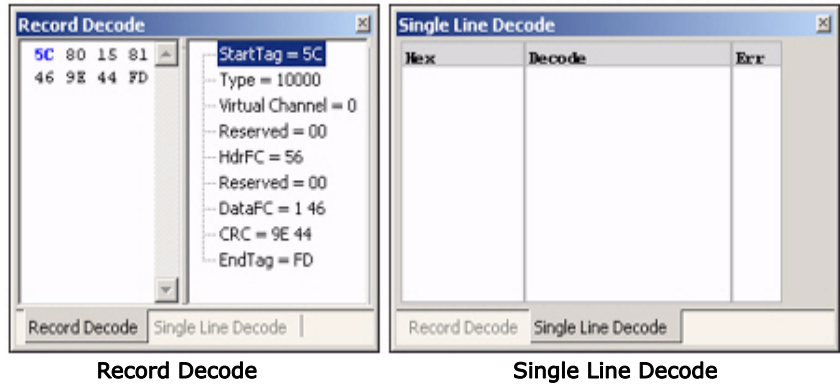 Record Decode
5C 80 15 81
46 9E 44 FD
StartTag = 5C
Type = 10000
Virtual Channel = 0
Reserved = 00
HdrFC = 56
Reserved = 00
DataFC = 1 46
CRC = 9E 44
EndTag = FD
Record Decode Single Line Decode
Record Decode
Single Line Decode
Hex Decode Err
Record Decode Single Line Decode
Single Line Decode